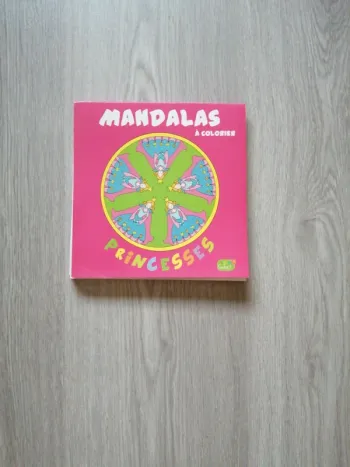 MANDALAS
À COLORIER
PRINCESSES